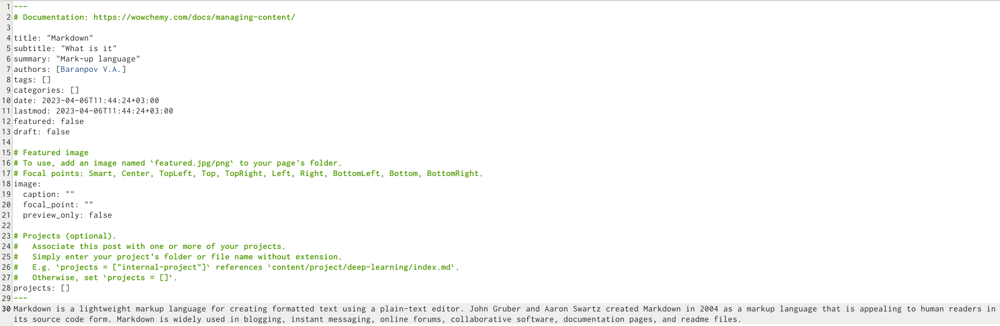 1 ---
2 # Documentation: https://wowchemy.com/docs/managing-content/
3
4 title: "Markdown"
5 subtitle: "What is it"
6 summary: "Mark-up language"
7 authors: [Baranpov V.A.]
8 tags: []
9 categories: []
10 date: 2023-04-06T11:44:24+03:00
11 lastmod: 2023-04-06T11:44:24+03:00
12 featured: false
13 draft: false
14
15 # Featured image
16 # To use, add an image named `featured.jpg/png` to your page's folder.
17 # Focal points: Smart, Center, TopLeft, Top, TopRight, Left, Right, BottomLeft, Bottom, BottomRight.
18 image:
19   caption: ""
20   focal_point: ""
21   preview_only: false
22
23 # Projects (optional).
24 #   Associate this post with one or more of your projects.
25 #   Simply enter your project's folder or file name without extension.
26 #   E.g. `projects = ["internal-project"]` references `content/project/deep-learning/index.md`.
27 #   Otherwise, set `projects = []`.
28 projects: []
29 ---
30 Markdown is a lightweight markup language for creating formatted text using a plain-text editor. John Gruber and Aaron Swartz created Markdown in 2004 as a markup language that is appealing to human readers in
its source code form. Markdown is widely used in blogging, instant messaging, online forums, collaborative software, documentation pages, and readme files.